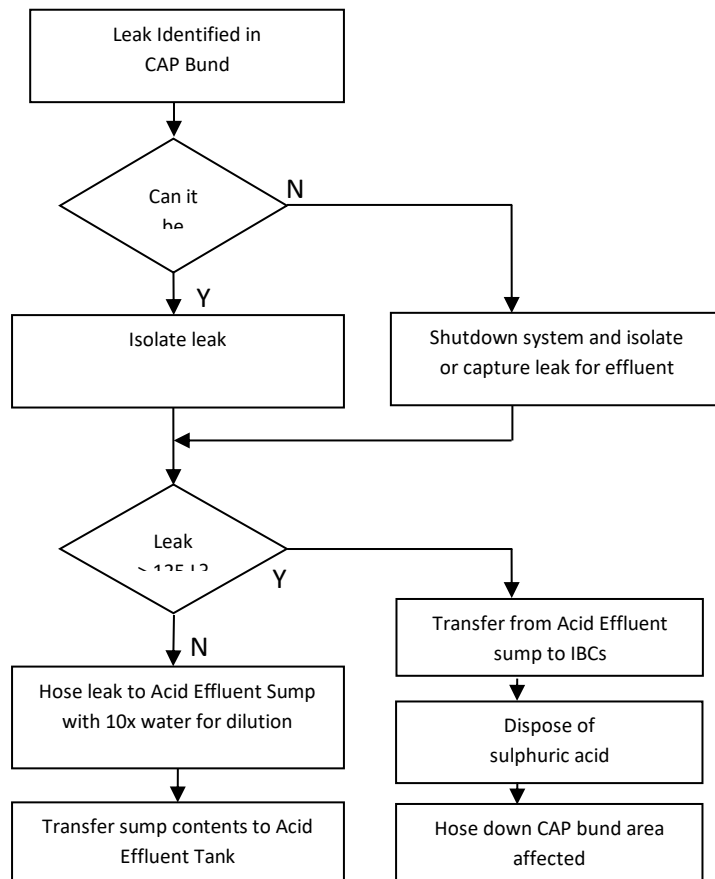 Leak Identified in
CAP Bund
Can it
be
N
Y
Isolate leak
Shutdown system and isolate
or capture leak for effluent
Leak
Y
N
Transfer from Acid Effluent
sump to IBCs
Hose leak to Acid Effluent Sump
with 10x water for dilution
Dispose of
sulphuric acid
Transfer sump contents to Acid
Effluent Tank
Hose down CAP bund area
affected